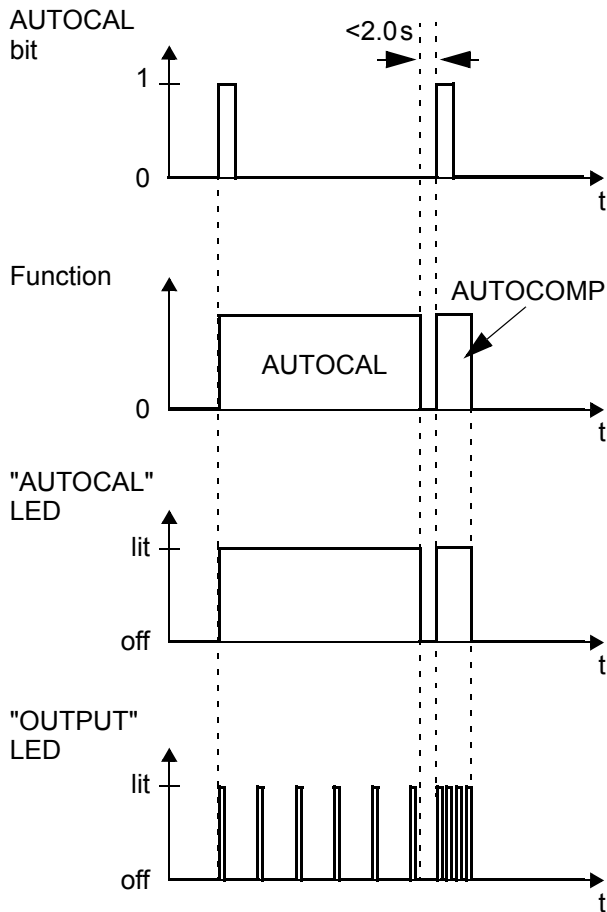 AUTOCAL
bit
<2.0s
1
0
t
Function
AUTOCOMP
AUTOCAL
0
t
"AUTOCAL"
LED
lit
off
t
"OUTPUT"
LED
lit
off
t